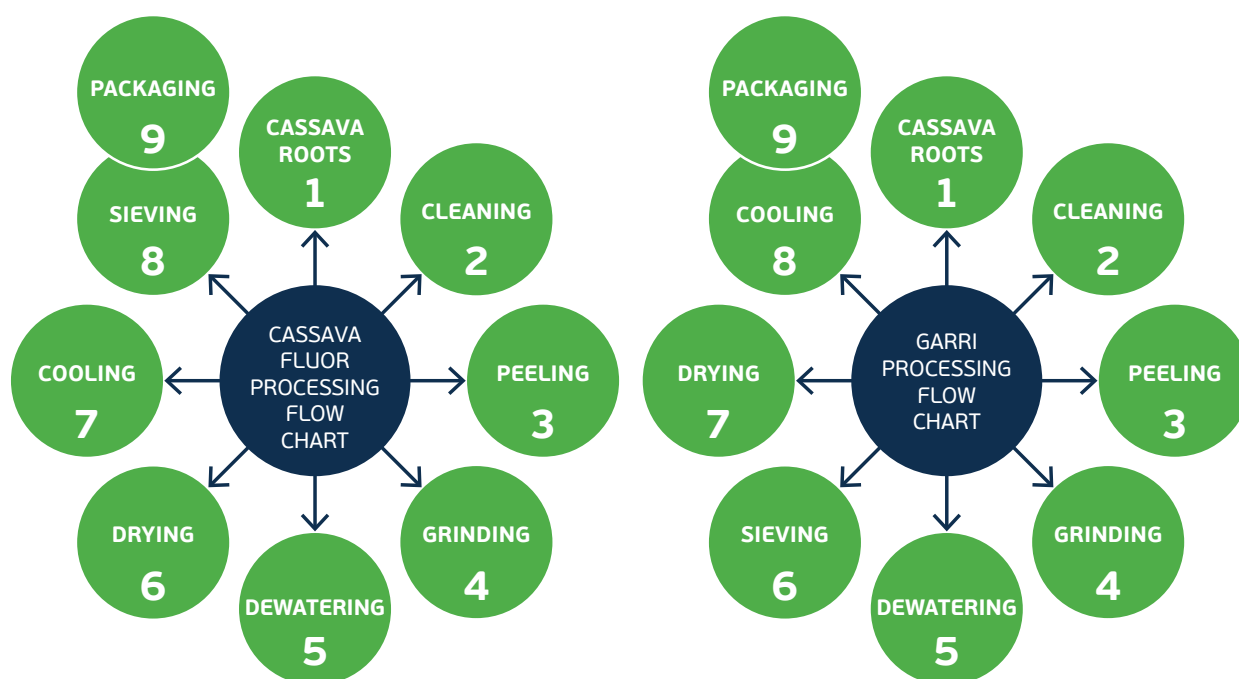 CASSAVA
FLUOR
PROCESSING
FLOW
CHART
CASSAVA
ROOTS
1
CLEANING
2
PEELING
3
GRINDING
4
DEWATERING
5
DRYING
6
COOLING
7
SIEVING
8
PACKAGING
9
GARRI
PROCESSING
FLOW
CHART
CASSAVA
ROOTS
1
CLEANING
2
PEELING
3
GRINDING
4
DEWATERING
5
SIEVING
6
DRYING
7
COOLING
8
PACKAGING
9